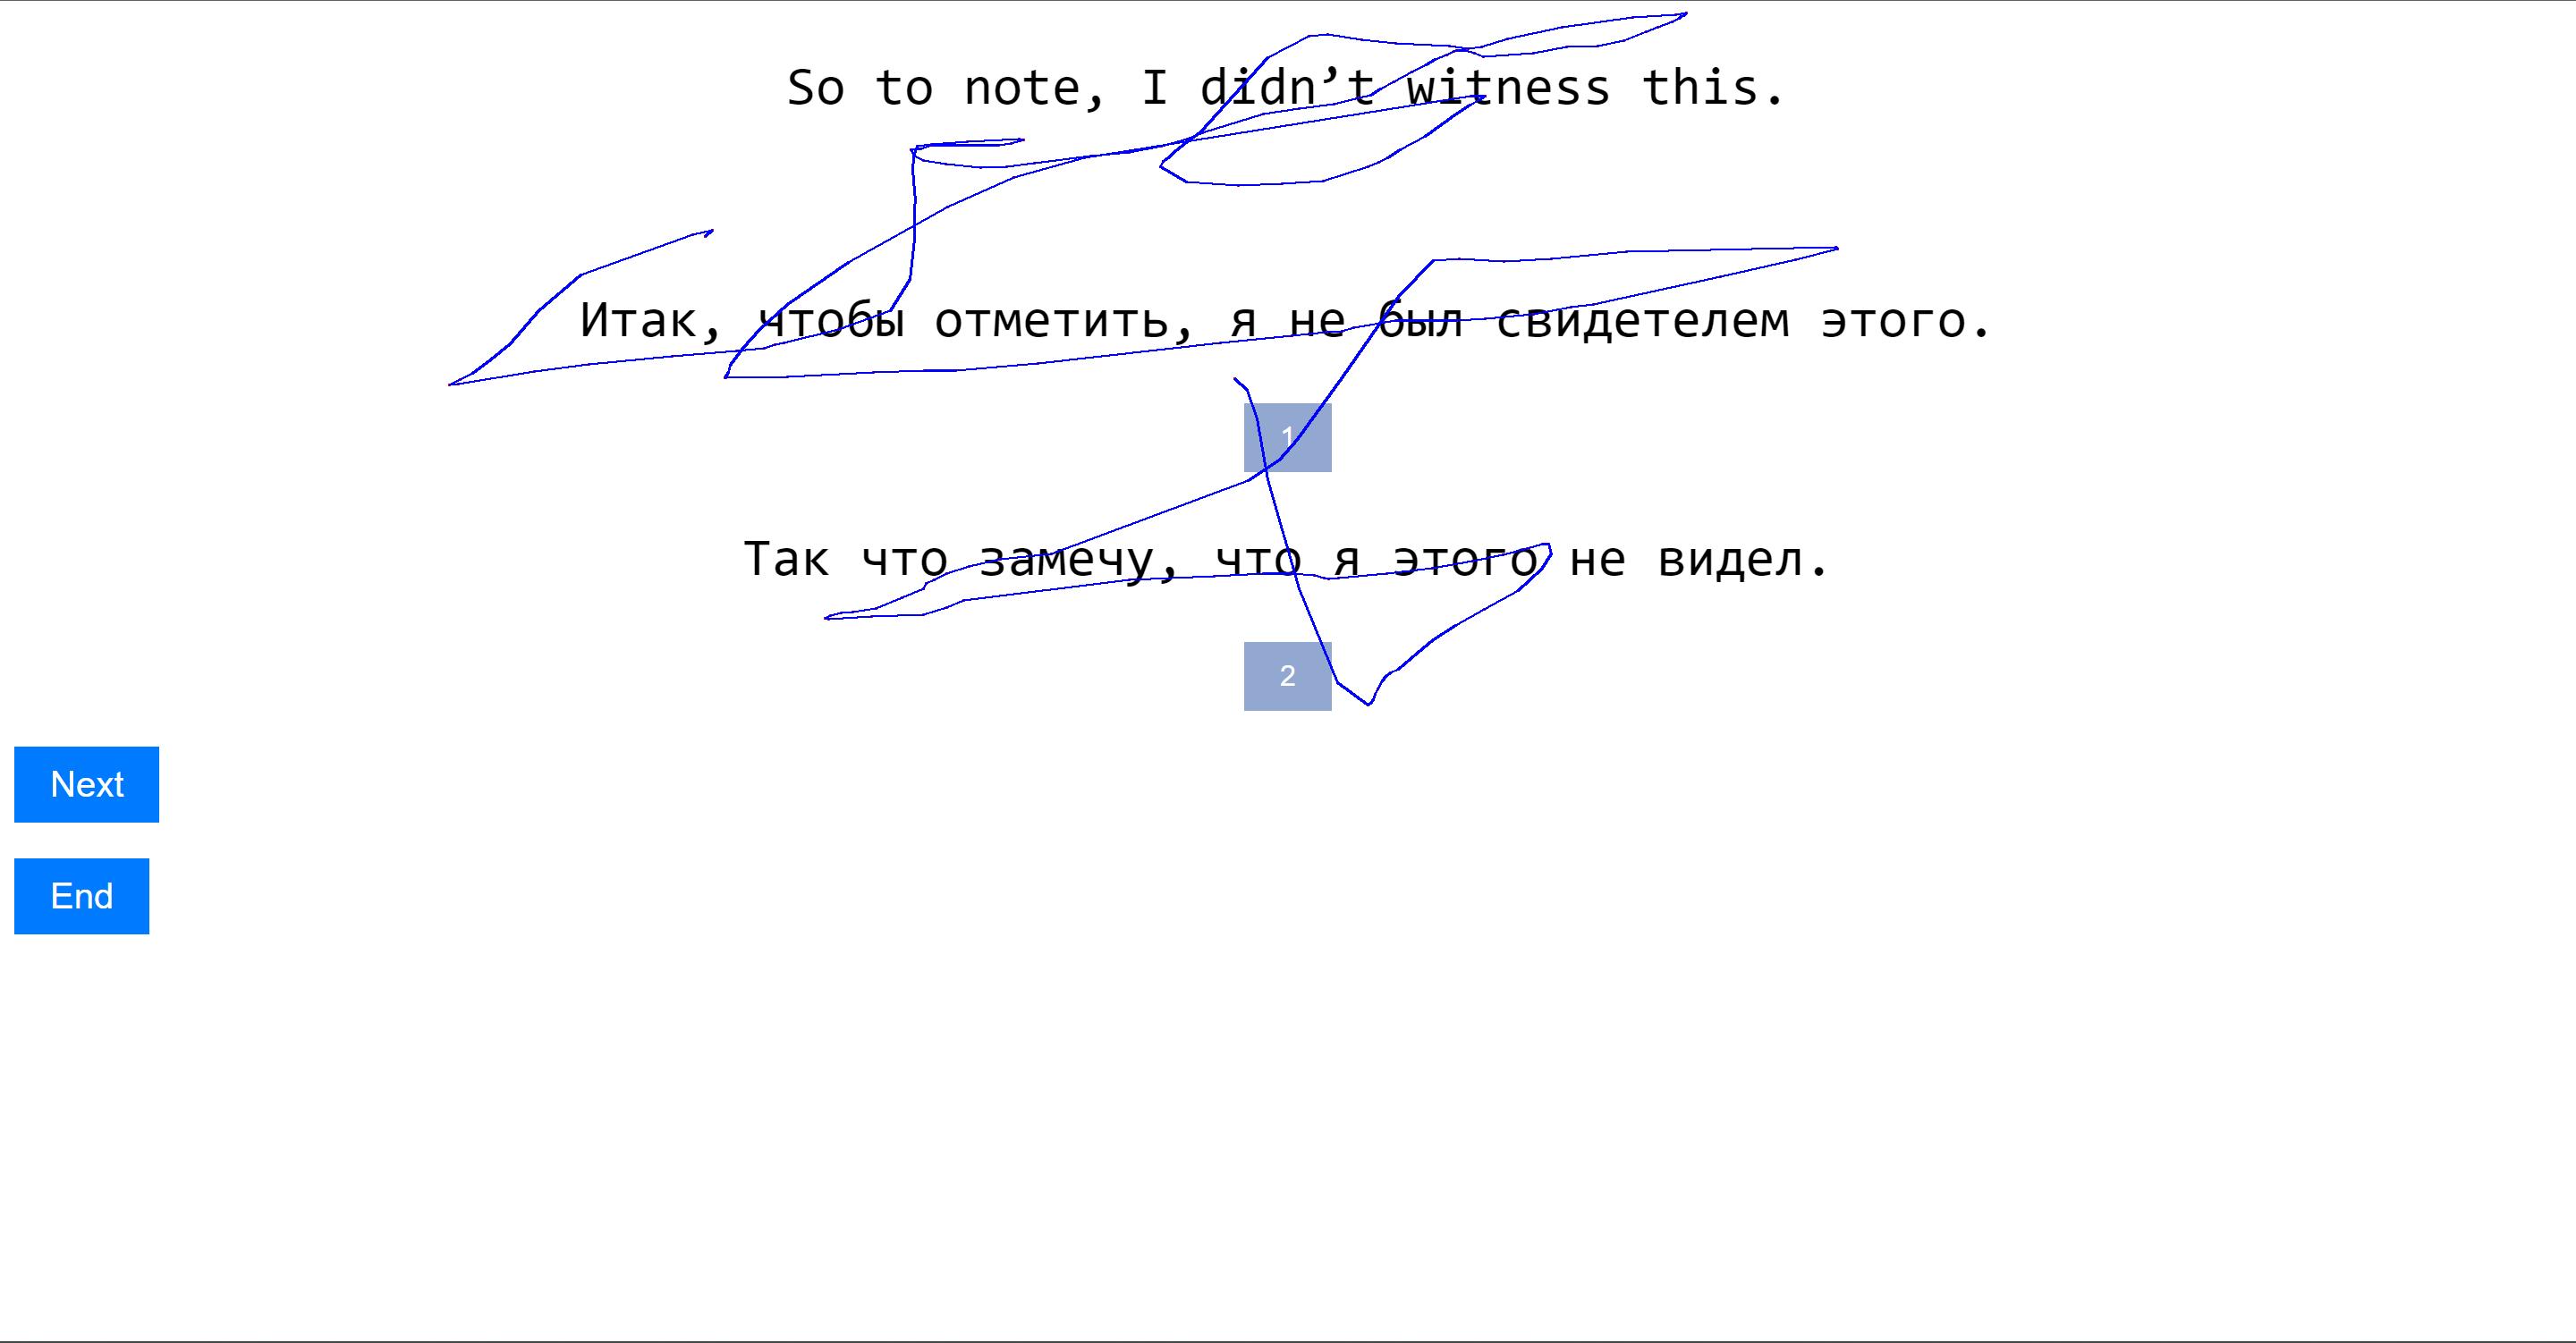 So to note, I didn’t witness this.
Итак, чтобы отметить, я не был свидетелем этого.
1
Так что замечу, что я этого не видел.
2
Next
End